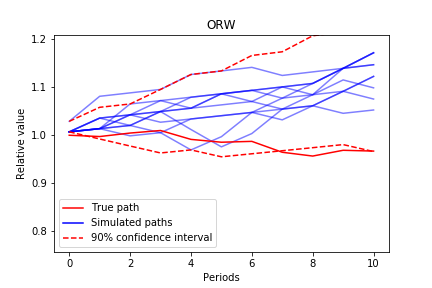 ORW
1.2
1.1
1.0
0.9
0.8
Relative value
True path
Simulated paths
90% confidence interval
0 2 4 6 8 10
Periods